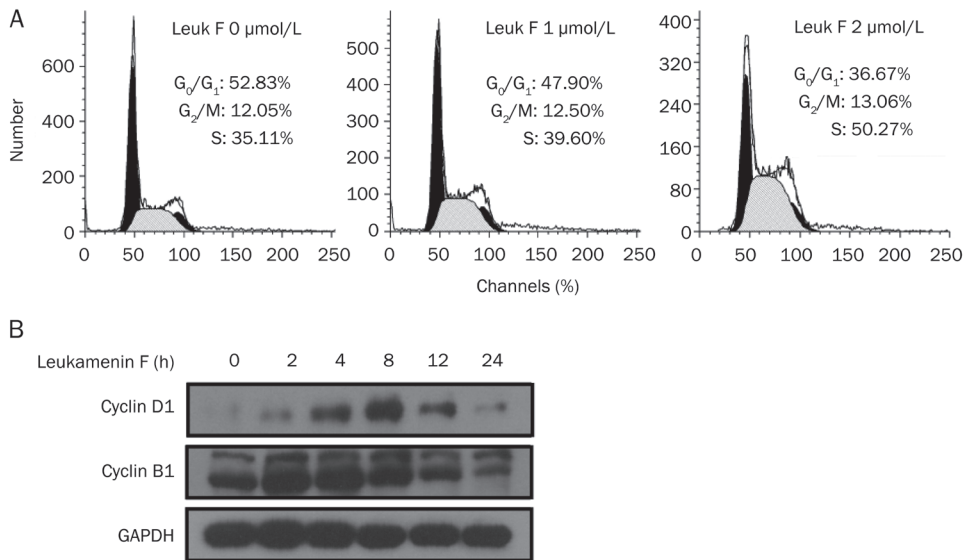 A
Leuk F 0 µmol/L
G₀/G₁: 52.83%
G₂/M: 12.05%
S: 35.11%
Number
600
400
200
0
0 50 100 150 200 250
Leuk F 1 µmol/L
G₀/G₁: 47.90%
G₂/M: 12.50%
S: 39.60%
500
400
300
200
100
0
0 50 100 150 200 250
Leuk F 2 µmol/L
G₀/G₁: 36.67%
G₂/M: 13.06%
S: 50.27%
400
320
240
160
80
0
0 50 100 150 200 250
Channels (%)
B
Leukamenin F (h) 0 2 4 8 12 24
Cyclin D1
Cyclin B1
GAPDH